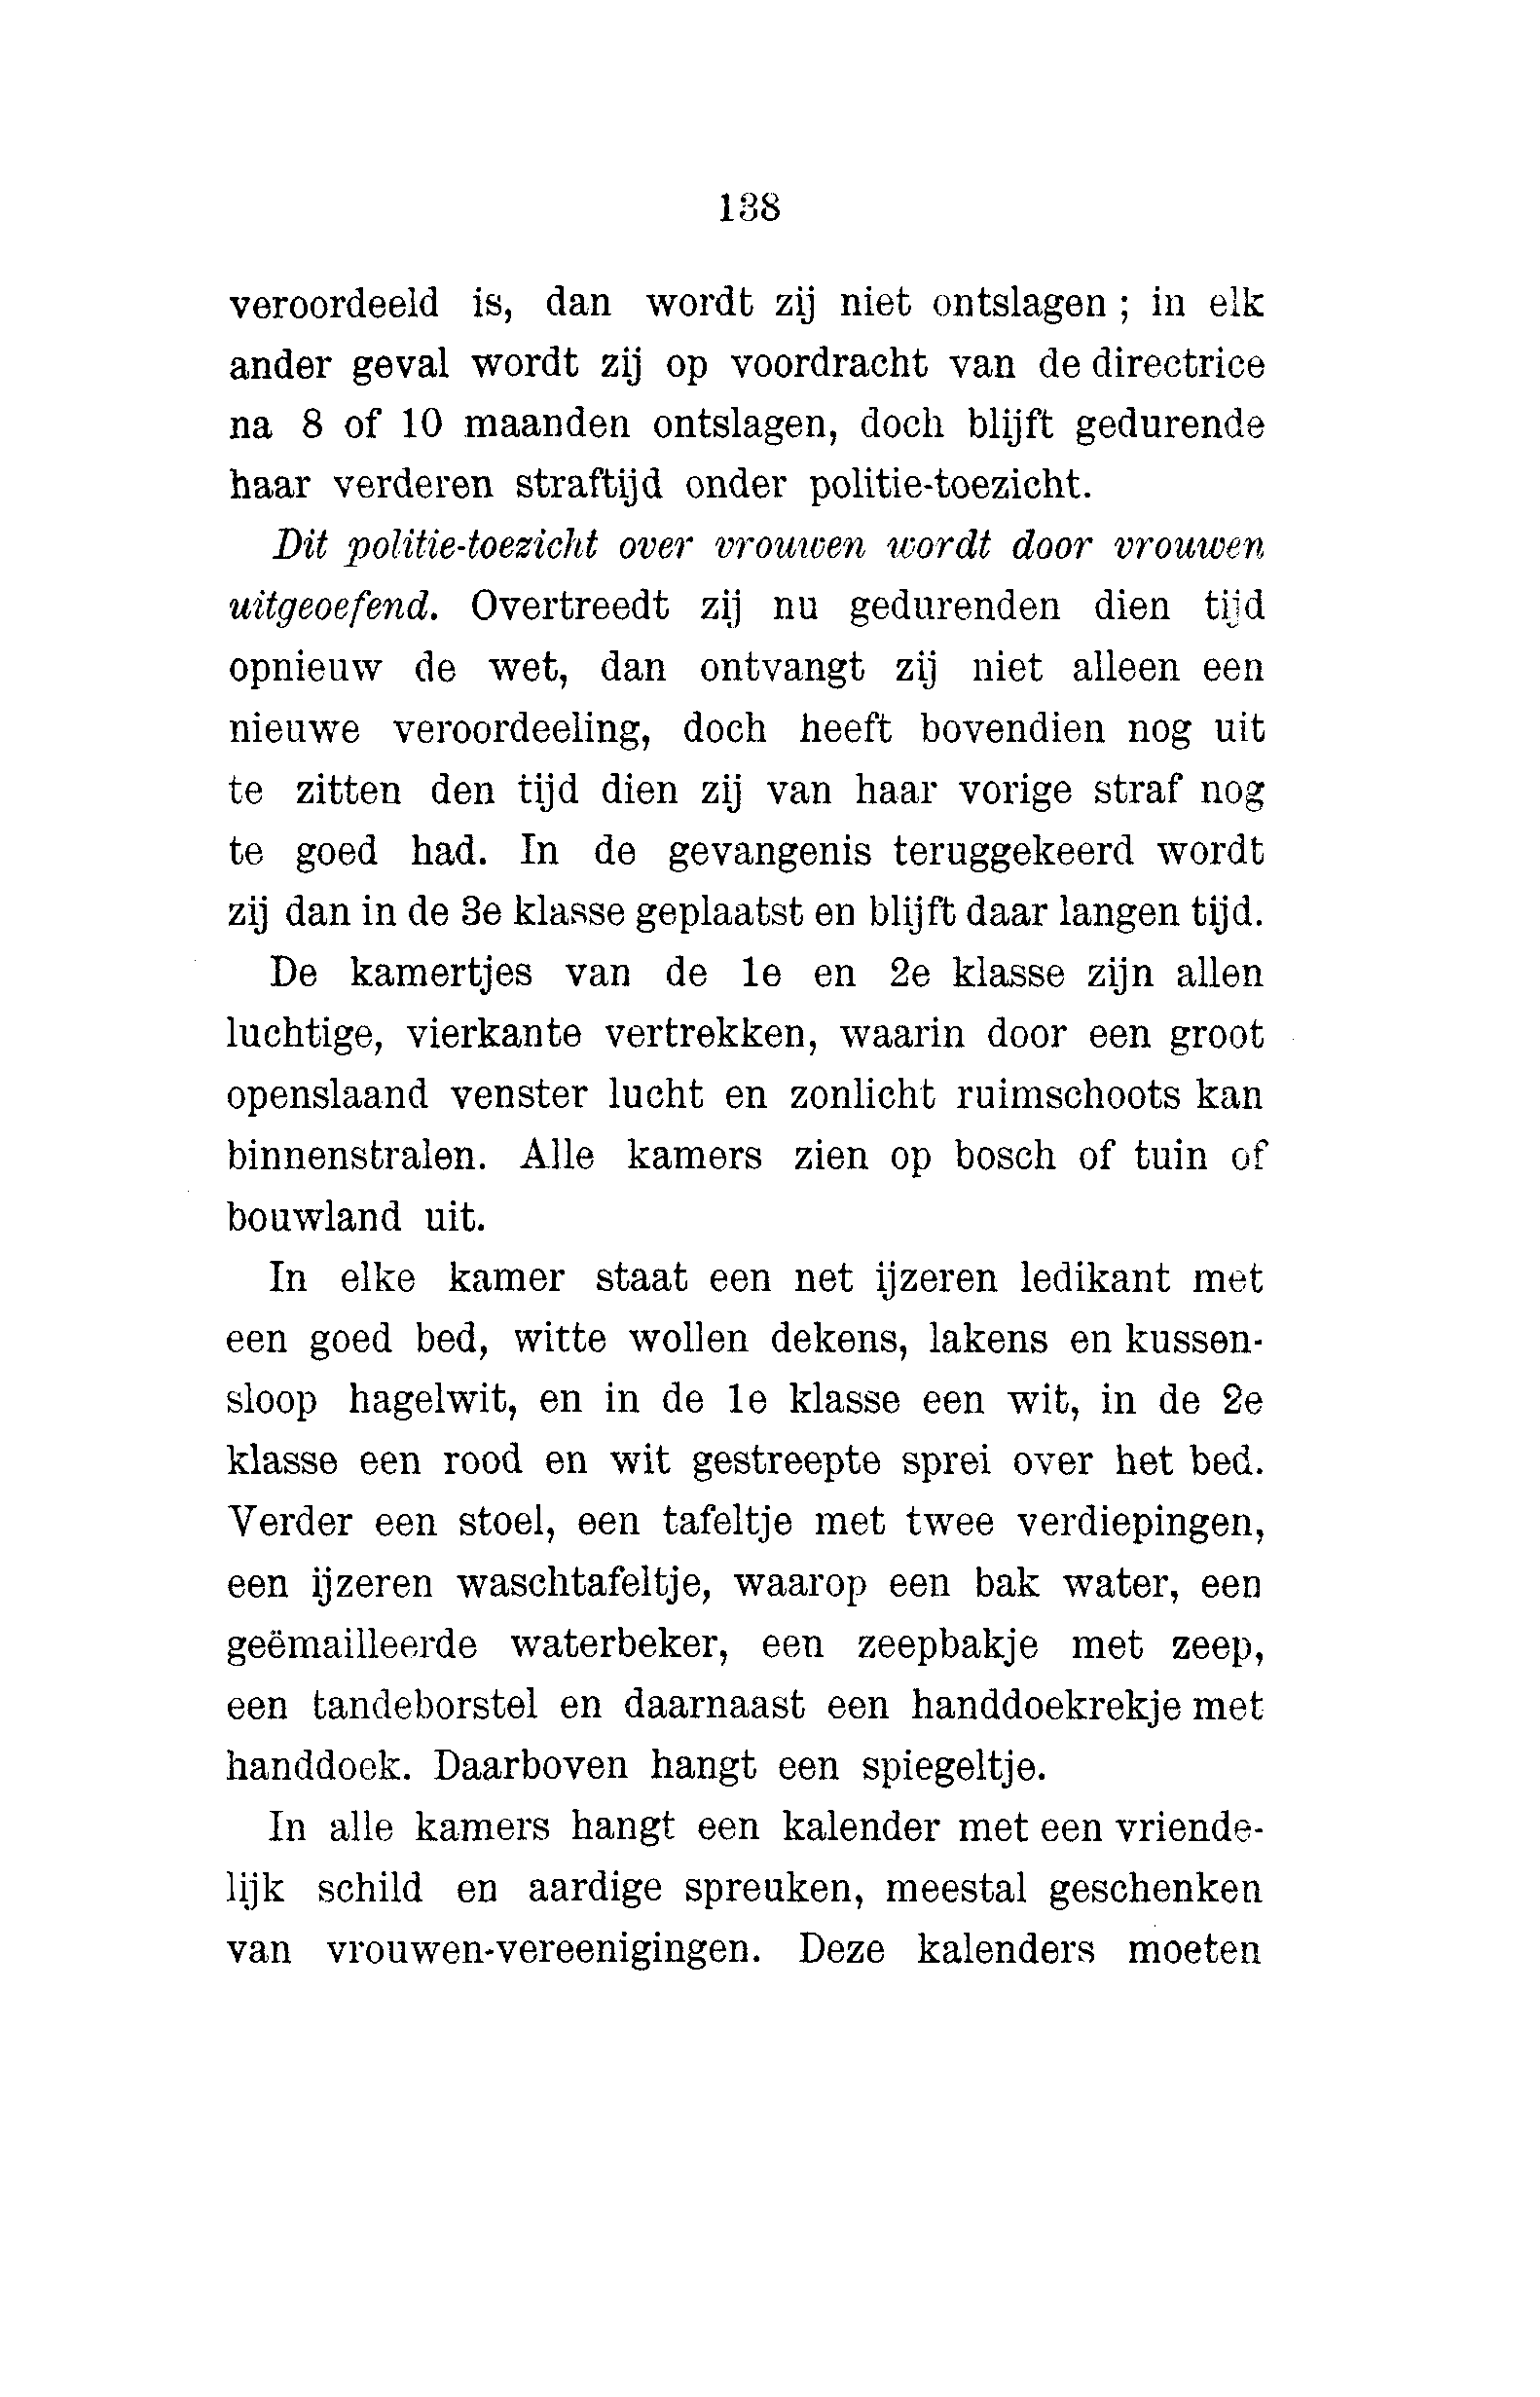 138
veroordeeld is, dan wordt zij niet ontslagen ; in elk
ander geval wordt zij op voordracht van de directrice
na 8 of 10 maanden ontslagen, doch blijft gedurende
haar verderen straftijd onder politie-toezicht.
Dit politie-toezicht over vrouwen wordt door vrouwen
uitgeoefend. Overtreedt zij nu gedurenden dien tijd
opnieuw de wet, dan ontvangt zij niet alleen een
nieuwe veroordeeling, doch heeft bovendien nog uit
te zitten den tijd dien zij van haar vorige straf nog
te goed had. In de gevangenis teruggekeerd wordt
zij dan in de 3e klasse geplaatst en blijft daar langen tijd.
De kamertjes van de 1e en 2e klasse zijn allen
luchtige, vierkante vertrekken, waarin door een groot
openslaand venster lucht en zonlicht ruimschoots kan
binnenstralen. Alle kamers zien op bosch of tuin of
bouwland uit.
In elke kamer staat een net ijzeren ledikant met
een goed bed, witte wollen dekens, lakens en kussen-
sloop hagelwit, en in de 1e klasse een wit, in de 2e
klasse een rood en wit gestreepte sprei over het bed.
Verder een stoel, een tafeltje met twee verdiepingen,
een ijzeren waschtafeltje, waarop een bak water, een
geëmailleerde waterbeker, een zeepbakje met zeep,
een tandeborstel en daarnaast een handdoekrekje met
handdoek. Daarboven hangt een spiegeltje.
In alle kamers hangt een kalender met een vriende-
lijk schild en aardige spreuken, meestal geschenken
van vrouwen-vereenigingen. Deze kalenders moeten